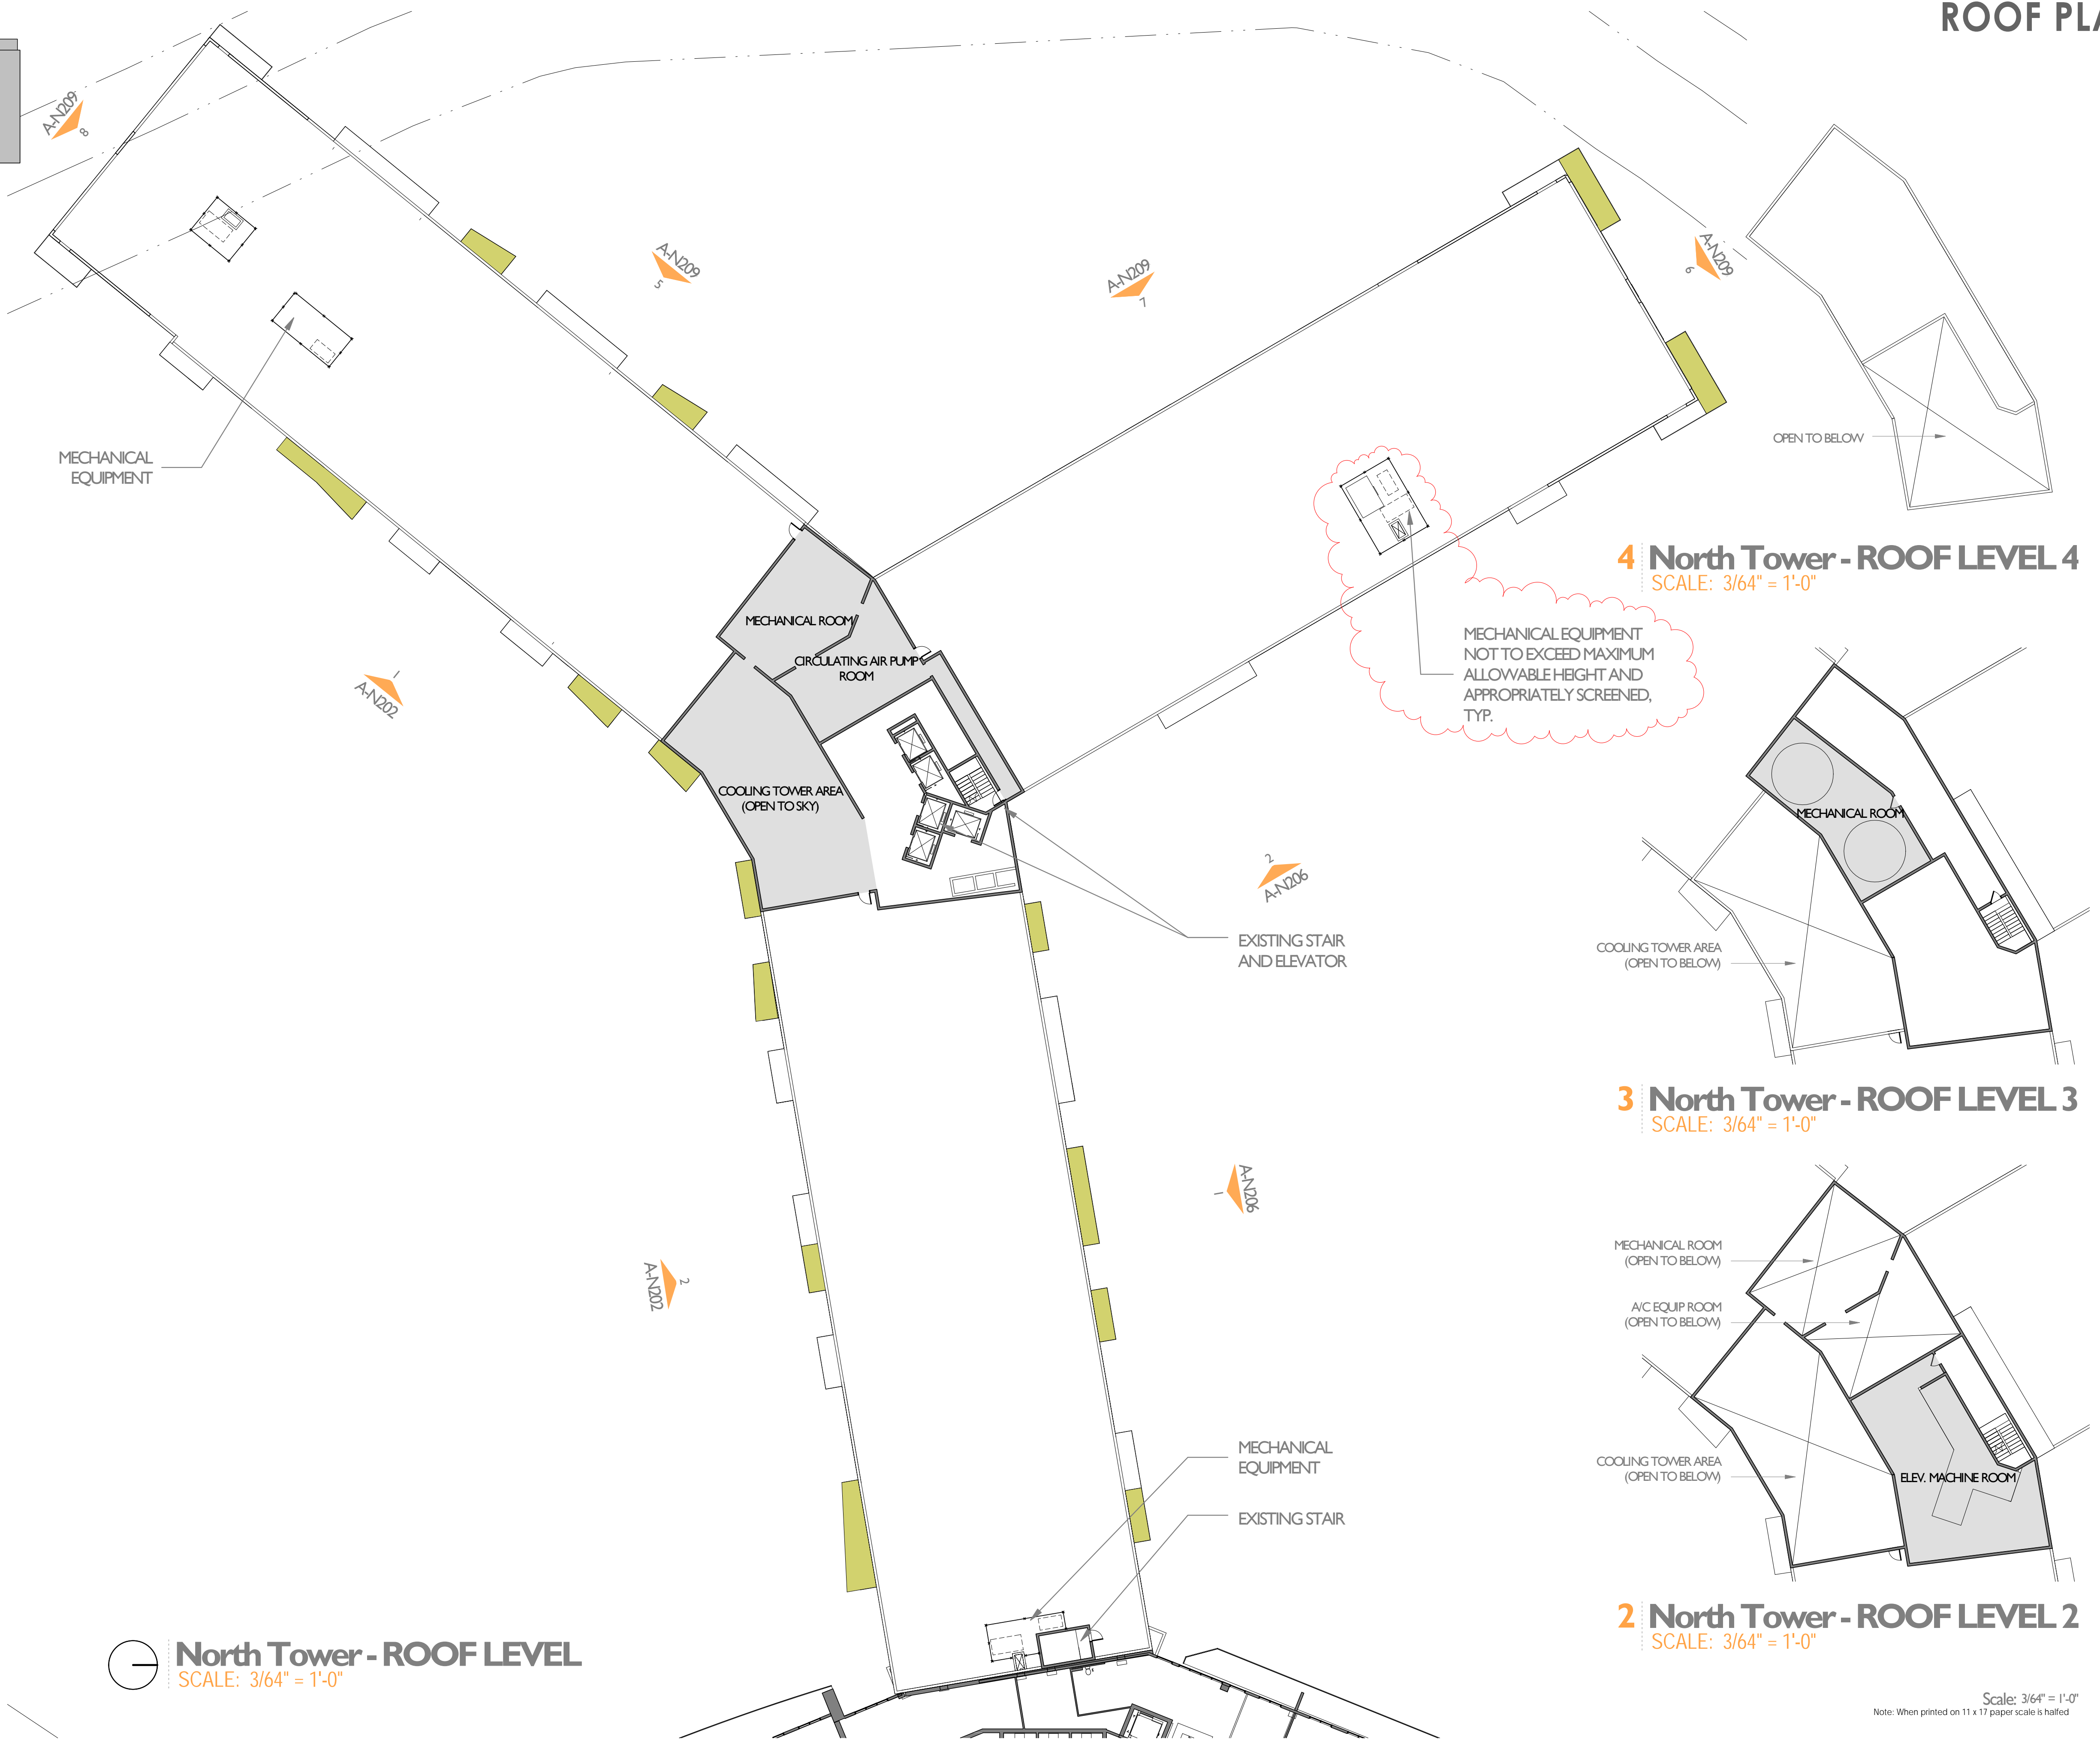 ROOF PLA
A-N209
8
A-N209
5
A-N209
7
A-N209
6
MECHANICAL
EQUIPMENT
OPEN TO BELOW
4 North Tower - ROOF LEVEL 4
SCALE: 3/64" = 1'-0"
MECHANICAL ROOM
CIRCULATING AIR PUMP
ROOM
MECHANICAL EQUIPMENT
NOT TO EXCEED MAXIMUM
ALLOWABLE HEIGHT AND
APPROPRIATELY SCREENED,
TYP.
1
A-N202
COOLING TOWER AREA
(OPEN TO SKY)
MECHANICAL ROOM
2
A-N206
EXISTING STAIR
AND ELEVATOR
COOLING TOWER AREA
(OPEN TO BELOW)
3 North Tower - ROOF LEVEL 3
SCALE: 3/64" = 1'-0"
A-N206
1
A-N202
2
MECHANICAL ROOM
(OPEN TO BELOW)
A/C EQUIP ROOM
(OPEN TO BELOW)
MECHANICAL
EQUIPMENT
COOLING TOWER AREA
(OPEN TO BELOW)
ELEV. MACHINE ROOM
EXISTING STAIR
2 North Tower - ROOF LEVEL 2
SCALE: 3/64" = 1'-0"
North Tower - ROOF LEVEL
SCALE: 3/64" = 1'-0"
Scale: 3/64" = 1'-0"
Note: When printed on 11 x 17 paper scale is halfed